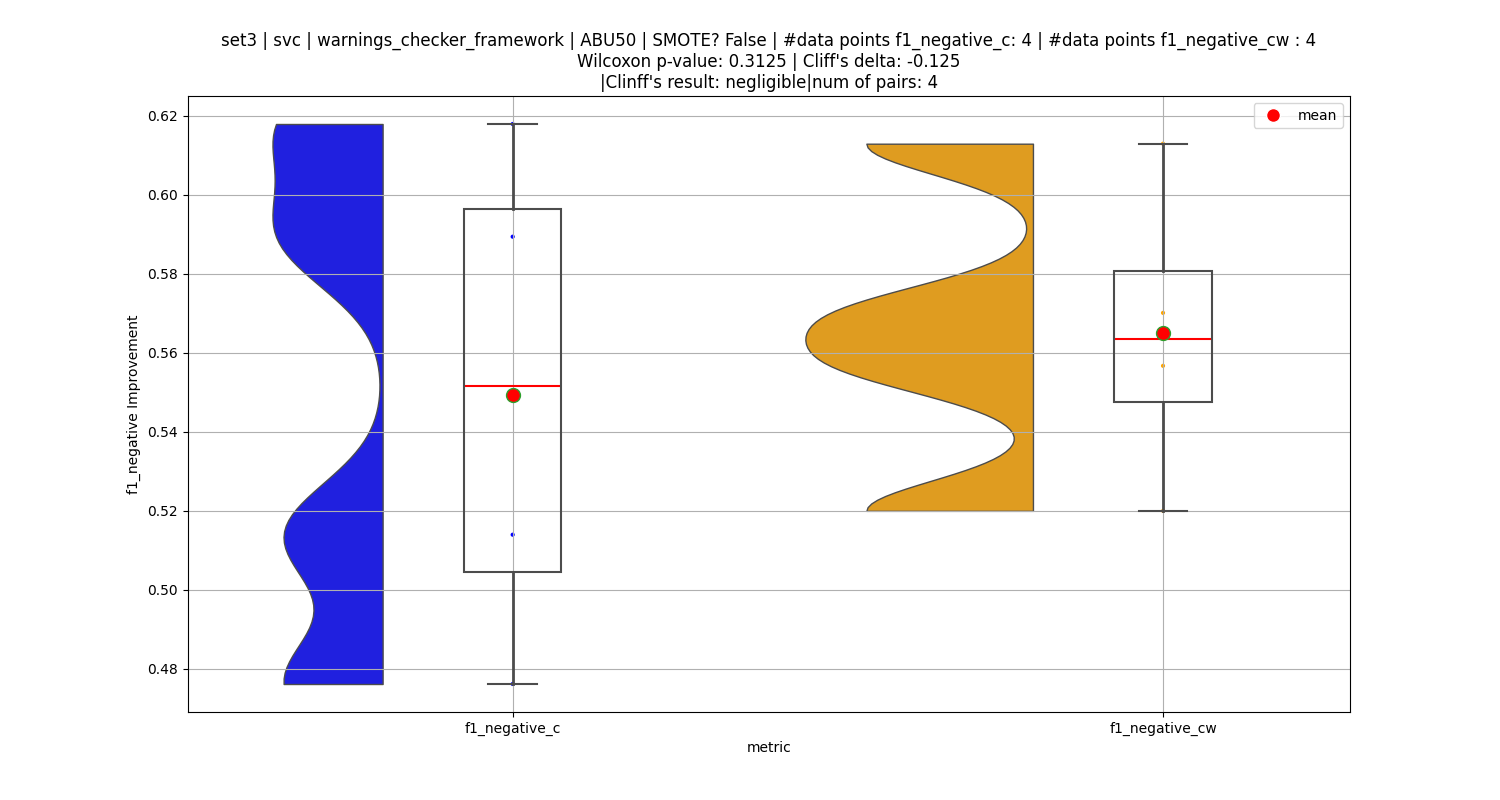 set3 | svc | warnings_checker_framework | ABU50 | SMOTE? False | #data points f1_negative_c: 4 | #data points f1_negative_cw : 4
Wilcoxon p-value: 0.3125 | Cliff's delta: -0.125
|Clinff's result: negligible|num of pairs: 4
mean
0.62
0.60
0.58
0.56
0.54
0.52
0.50
0.48
f1_negative Improvement
f1_negative_c
f1_negative_cw
metric